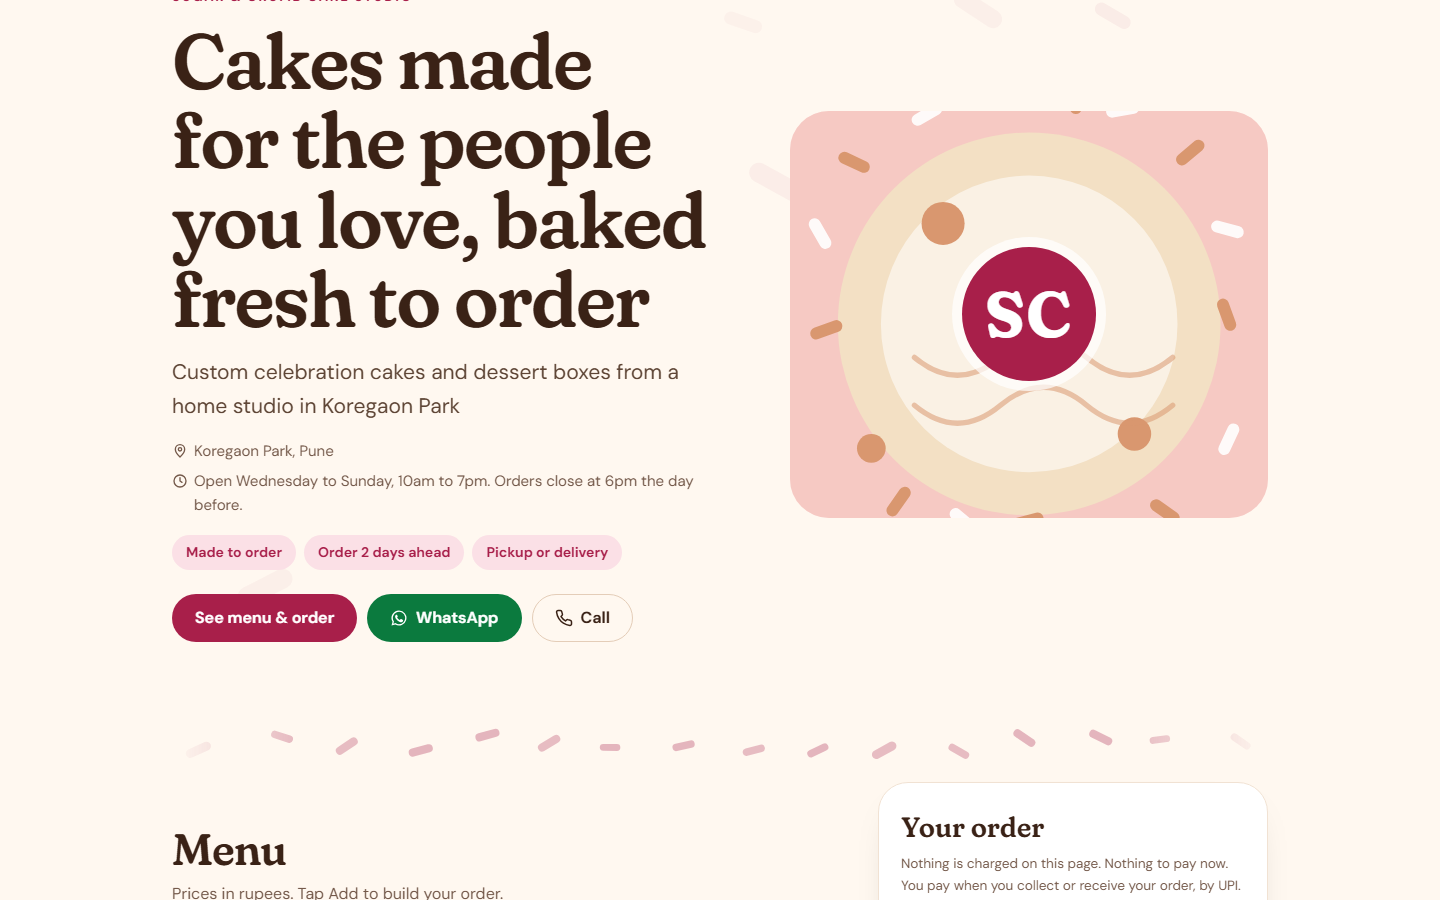 Cakes made
for the people
you love, baked
fresh to order
Custom celebration cakes and dessert boxes from a
home studio in Koregaon Park
Koregaon Park, Pune
Open Wednesday to Sunday, 10am to 7pm. Orders close at 6pm the day
before.
Made to order
Order 2 days ahead
Pickup or delivery
See menu & order
WhatsApp
Call
SC
Menu
Prices in rupees. Tap Add to build your order.
Your order
Nothing is charged on this page. Nothing to pay now.
You pay when you collect or receive your order, by UPI.